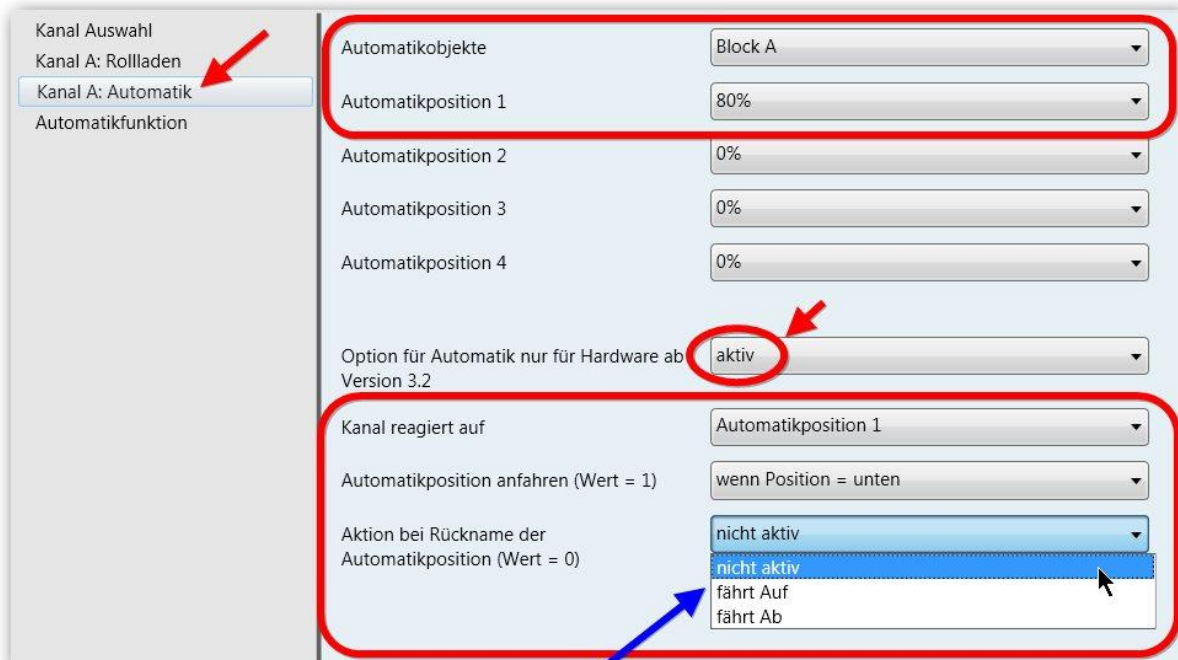 Kanal Auswahl
Kanal A: Rollladen
Kanal A: Automatik
Automatikfunktion
Automatikobjekte
Block A
Automatikposition 1
80%
Automatikposition 2
0%
Automatikposition 3
0%
Automatikposition 4
0%
Option für Automatik nur für Hardware ab
Version 3.2
aktiv
Kanal reagiert auf
Automatikposition 1
Automatikposition anfahren (Wert = 1)
wenn Position = unten
Aktion bei Rückname der
Automatikposition (Wert = 0)
nicht aktiv
nicht aktiv
fährt Auf
fährt Ab